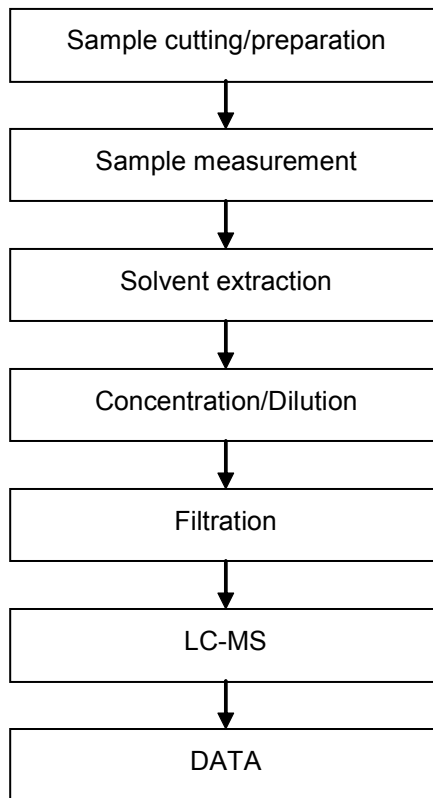 Sample cutting/preparation
Sample measurement
Solvent extraction
Concentration/Dilution
Filtration
LC-MS
DATA